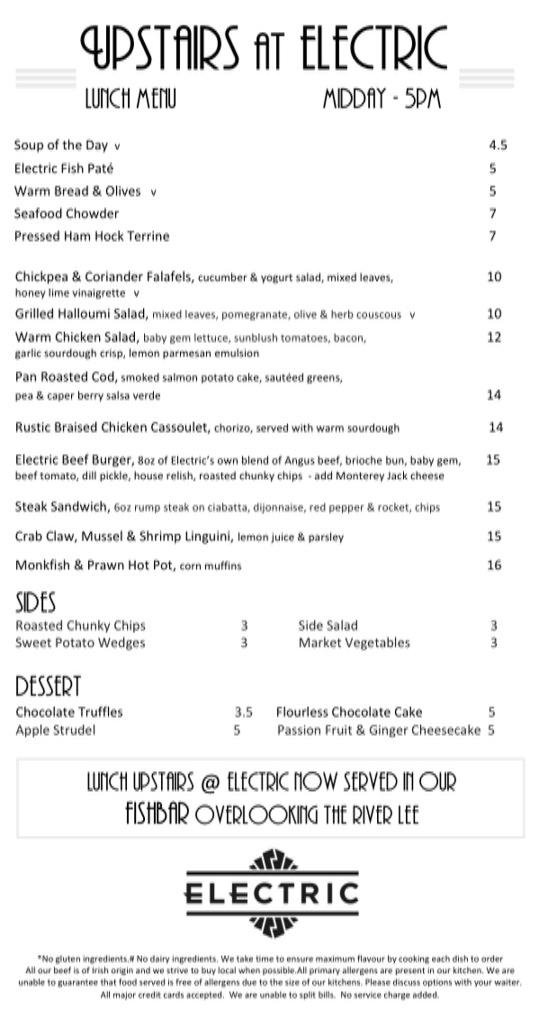 UPSTAIRS AT ELECTRIC
LUNCH MENU MIDDAY - 5PM
Soup of the Day v 4.5
Electric Fish Paté 5
Warm Bread & Olives v 5
Seafood Chowder 7
Pressed Ham Hock Terrine 7
Chickpea & Coriander Falafels, cucumber & yogurt salad, mixed leaves, 10
honey lime vinaigrette v
Grilled Halloumi Salad, mixed leaves, pomegranate, olive & herb couscous v 10
Warm Chicken Salad, baby gem lettuce, sunblush tomatoes, bacon, 12
garlic sourdough crisp, lemon parmesan emulsion
Pan Roasted Cod, smoked salmon potato cake, sautéed greens,
pea & caper berry salsa verde 14
Rustic Braised Chicken Cassoulet, chorizo, served with warm sourdough 14
Electric Beef Burger, 8oz of Electric's own blend of Angus beef, brioche bun, baby gem, 15
beef tomato, dill pickle, house relish, roasted chunky chips - add Monterey Jack cheese
Steak Sandwich, 6oz rump steak on ciabatta, dijonnaise, red pepper & rocket, chips 15
Crab Claw, Mussel & Shrimp Linguini, lemon juice & parsley 15
Monkfish & Prawn Hot Pot, corn muffins 16
SIDES
Roasted Chunky Chips 3 Side Salad 3
Sweet Potato Wedges 3 Market Vegetables 3
DESSERT
Chocolate Truffles 3.5 Flourless Chocolate Cake 5
Apple Strudel 5 Passion Fruit & Ginger Cheesecake 5
LUNCH UPSTAIRS @ ELECTRIC NOW SERVED IN OUR
FISHBAR OVERLOOKING THE RIVER LEE
ELECTRIC
*No gluten ingredients.# No dairy ingredients. We take time to ensure maximum flavour by cooking each dish to order
All our beef is of Irish origin and we strive to buy local when possible.All primary allergens are present in our kitchen. We are
unable to guarantee that food served is free of allergens due to the size of our kitchens. Please discuss options with your waiter.
All major credit cards accepted. We are unable to split bills. No service charge added.